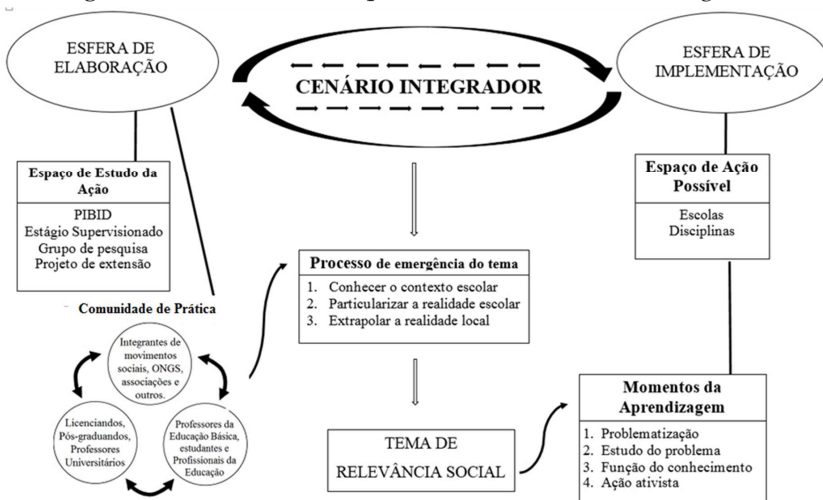 ESFERA DE
ELABORAÇÃO
CENÁRIO INTEGRADOR
ESFERA DE
IMPLEMENTAÇÃO
Espaço de Estudo da
Ação
PIBID
Estágio Supervisionado
Grupo de pesquisa
Projeto de extensão
Espaço de Ação
Possível
Escolas
Disciplinas
Processo de emergência do tema
1. Conhecer o contexto escolar
2. Particularizar a realidade escolar
3. Extrapolar a realidade local
Comunidade de Prática
Integrantes de
movimentos
sociais, ONGS,
associações e
outros.
Licenciandos,
Pós-graduandos,
Professores
Universitários
Professores da
Educação Básica,
estudantes e
Profissionais da
Educação
TEMA DE
RELEVÂNCIA SOCIAL
Momentos da
Aprendizagem
1. Problematização
2. Estudo do problema
3. Função do conhecimento
4. Ação ativista